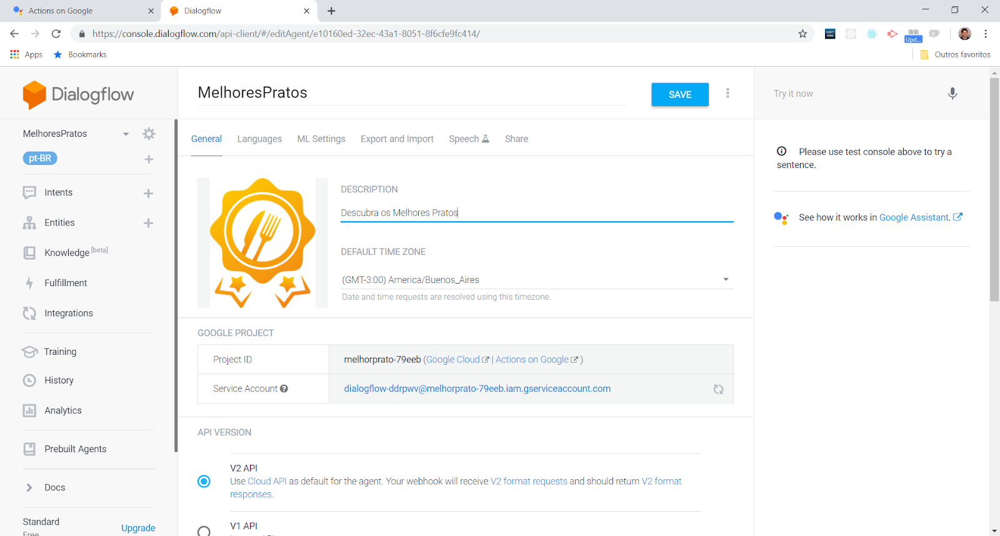 Actions on Google
Dialogflow
https://console.dialogflow.com/api-client/#/editAgent/e10160ed-32ec-43a1-8051-8f6cfe9fc414/
Upd...
Apps
Bookmarks
Outros favoritos
Dialogflow
MelhoresPratos
SAVE
Try it now
MelhoresPratos
pt-BR
General
Languages
ML Settings
Export and Import
Speech
Share
Please use test console above to try a
sentence.
Intents
Entities
Knowledge [beta]
Fulfillment
Integrations
Training
History
Analytics
Prebuilt Agents
Docs
Standard
Free
Upgrade
DESCRIPTION
Descubra os Melhores Pratos
DEFAULT TIME ZONE
(GMT-3:00) America/Buenos_Aires
Date and time requests are resolved using this timezone.
See how it works in Google Assistant.
GOOGLE PROJECT
Project ID
melhorprato-79eeb (Google Cloud | Actions on Google )
Service Account
dialogflow-ddrpwv@melhorprato-79eeb.iam.gserviceaccount.com
API VERSION
V2 API
Use Cloud API as default for the agent. Your webhook will receive V2 format requests and should return V2 format
responses.
V1 API